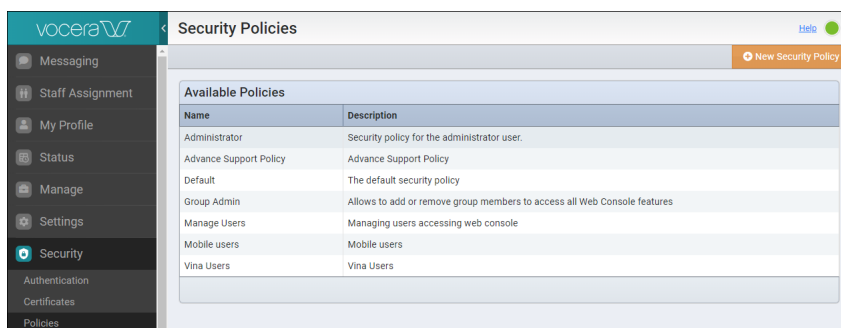 vocera
Security Policies
Help
Messaging
New Security Policy
Staff Assignment
Available Policies
Name Description
My Profile
Administrator Security policy for the administrator user.
Status
Advance Support Policy Advance Support Policy
Default The default security policy
Manage
Group Admin Allows to add or remove group members to access all Web Console features
Settings
Manage Users Managing users accessing web console
Mobile users Mobile users
Security
Vina Users Vina Users
Authentication
Certificates
Policies